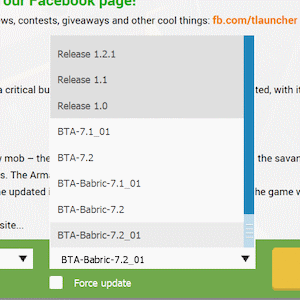 our Facebook page!
ws, contests, giveaways and other cool things: fb.com/tlauncher
Release 1.2.1
Release 1.1
a critical bu
ted, with it
Release 1.0
BTA-7.1_01
BTA-7.2
w mob – the
the savan
BTA-Babric-7.1_01
s. The Arma
ne updated i
the game w
BTA-Babric-7.2
site...
BTA-Babric-7.2_01
BTA-Babric-7.2_01
Force update